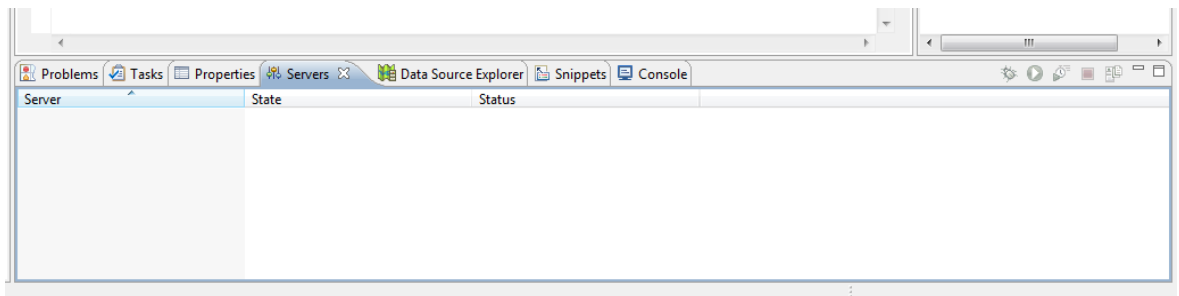 Problems Tasks Properties Servers Data Source Explorer Snippets Console
Server State Status